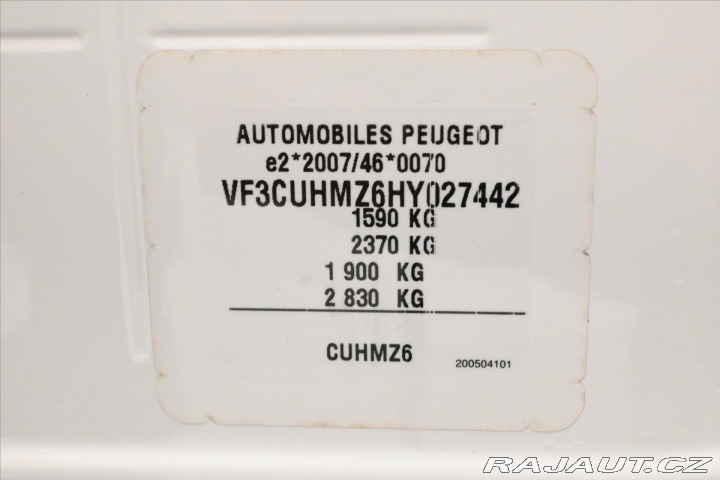 AUTOMOBILES PEUGEOT
e2*2007/46*0070
VF3CUHMZ6HY027442
1590 KG
2370 KG
1 900 KG
2 830 KG
CUHMZ6
200504101
RAJAUT.CZ